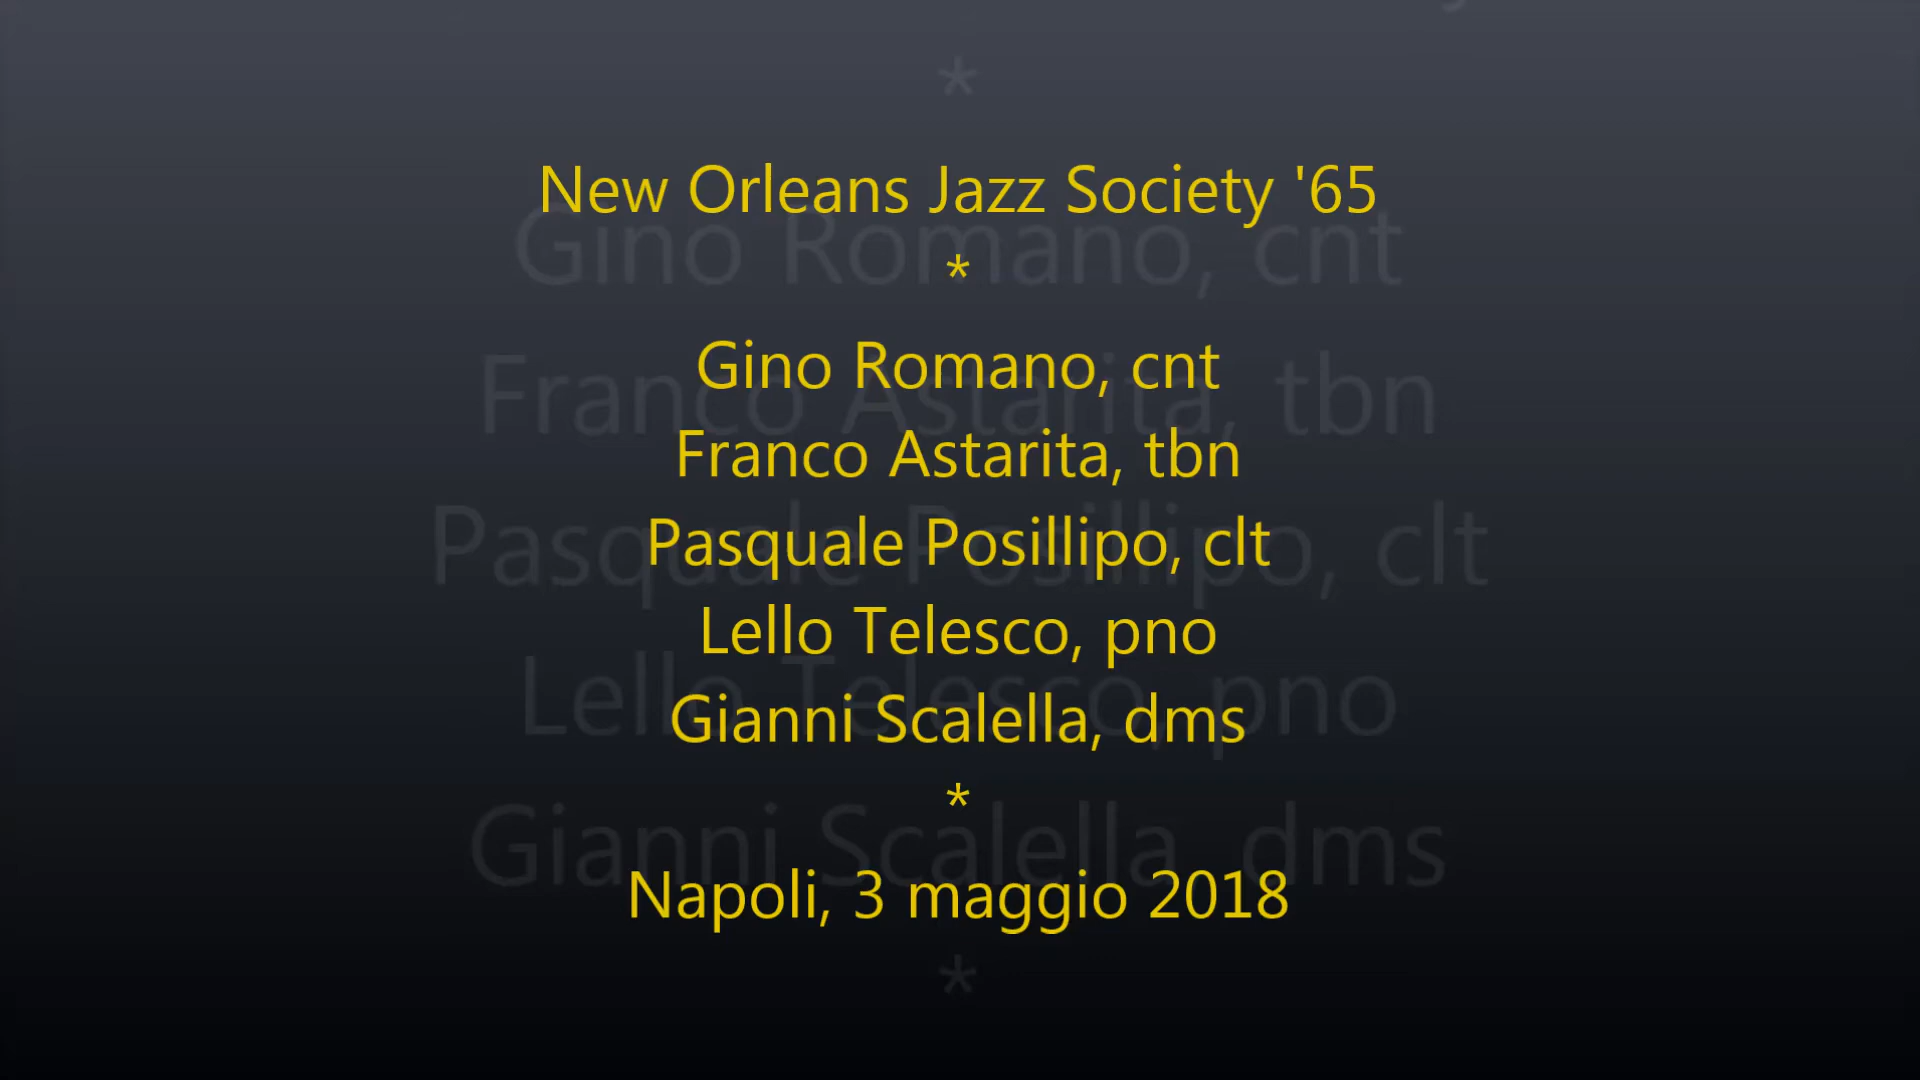 New Orleans Jazz Society '65
*
Gino Romano, cnt
Franco Astarita, tbn
Pasquale Posillipo, clt
Lello Telesco, pno
Gianni Scalella, dms
*
Napoli, 3 maggio 2018